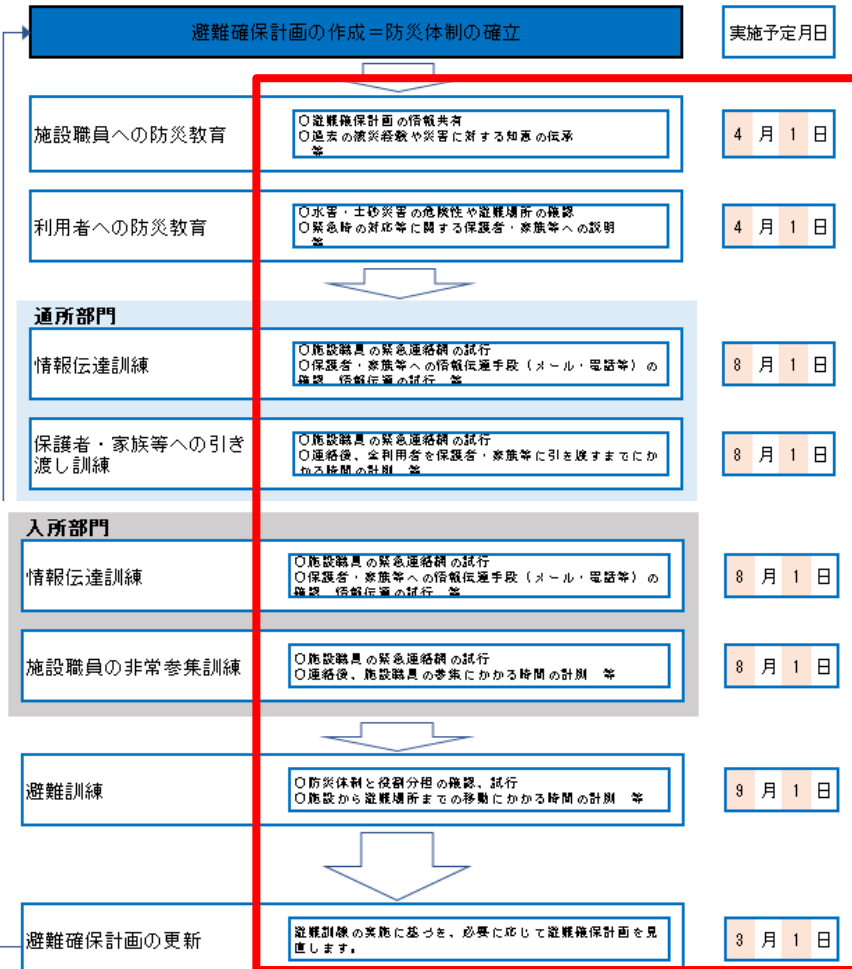 避難確保計画の作成=防災体制の確立
実施予定月日
施設職員への防災教育
〇避難確保計画の情報共有
〇過去の被災経験や災害に対する知恵の伝承
等
4 月 1 日
利用者への防災教育
〇水害・土砂災害の危険性や避難場所の確認
〇緊急時の対応等に関する保護者・家族等への説明
等
4 月 1 日
通所部門
情報伝達訓練
〇施設職員の緊急連絡網の試行
〇保護者・家族等への情報伝達手段(メール・電話等)の
確認、情報伝達の試行 等
8 月 1 日
保護者・家族等への引き
渡し訓練
〇施設職員の緊急連絡網の試行
〇連絡後、全利用者を保護者・家族等に引き渡すまでにか
かる時間の計測 等
8 月 1 日
入所部門
情報伝達訓練
〇施設職員の緊急連絡網の試行
〇保護者・家族等への情報伝達手段(メール・電話等)の
確認、情報伝達の試行 等
8 月 1 日
施設職員の非常参集訓練
〇施設職員の緊急連絡網の試行
〇連絡後、施設職員の参集にかかる時間の計測 等
8 月 1 日
避難訓練
〇防災体制と役割分担の確認、試行
〇施設から避難場所までの移動にかかる時間の計測 等
9 月 1 日
避難確保計画の更新
避難訓練の実施に基づき、必要に応じて避難確保計画を見
直します。
3 月 1 日